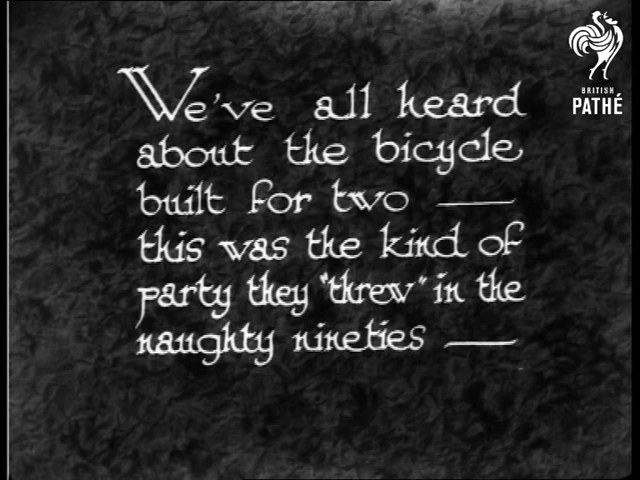 BRITISH
PATHÉ
We've all heard
about the bicycle
built for two —
this was the kind of
party they "threw" in the
naughty nineties —